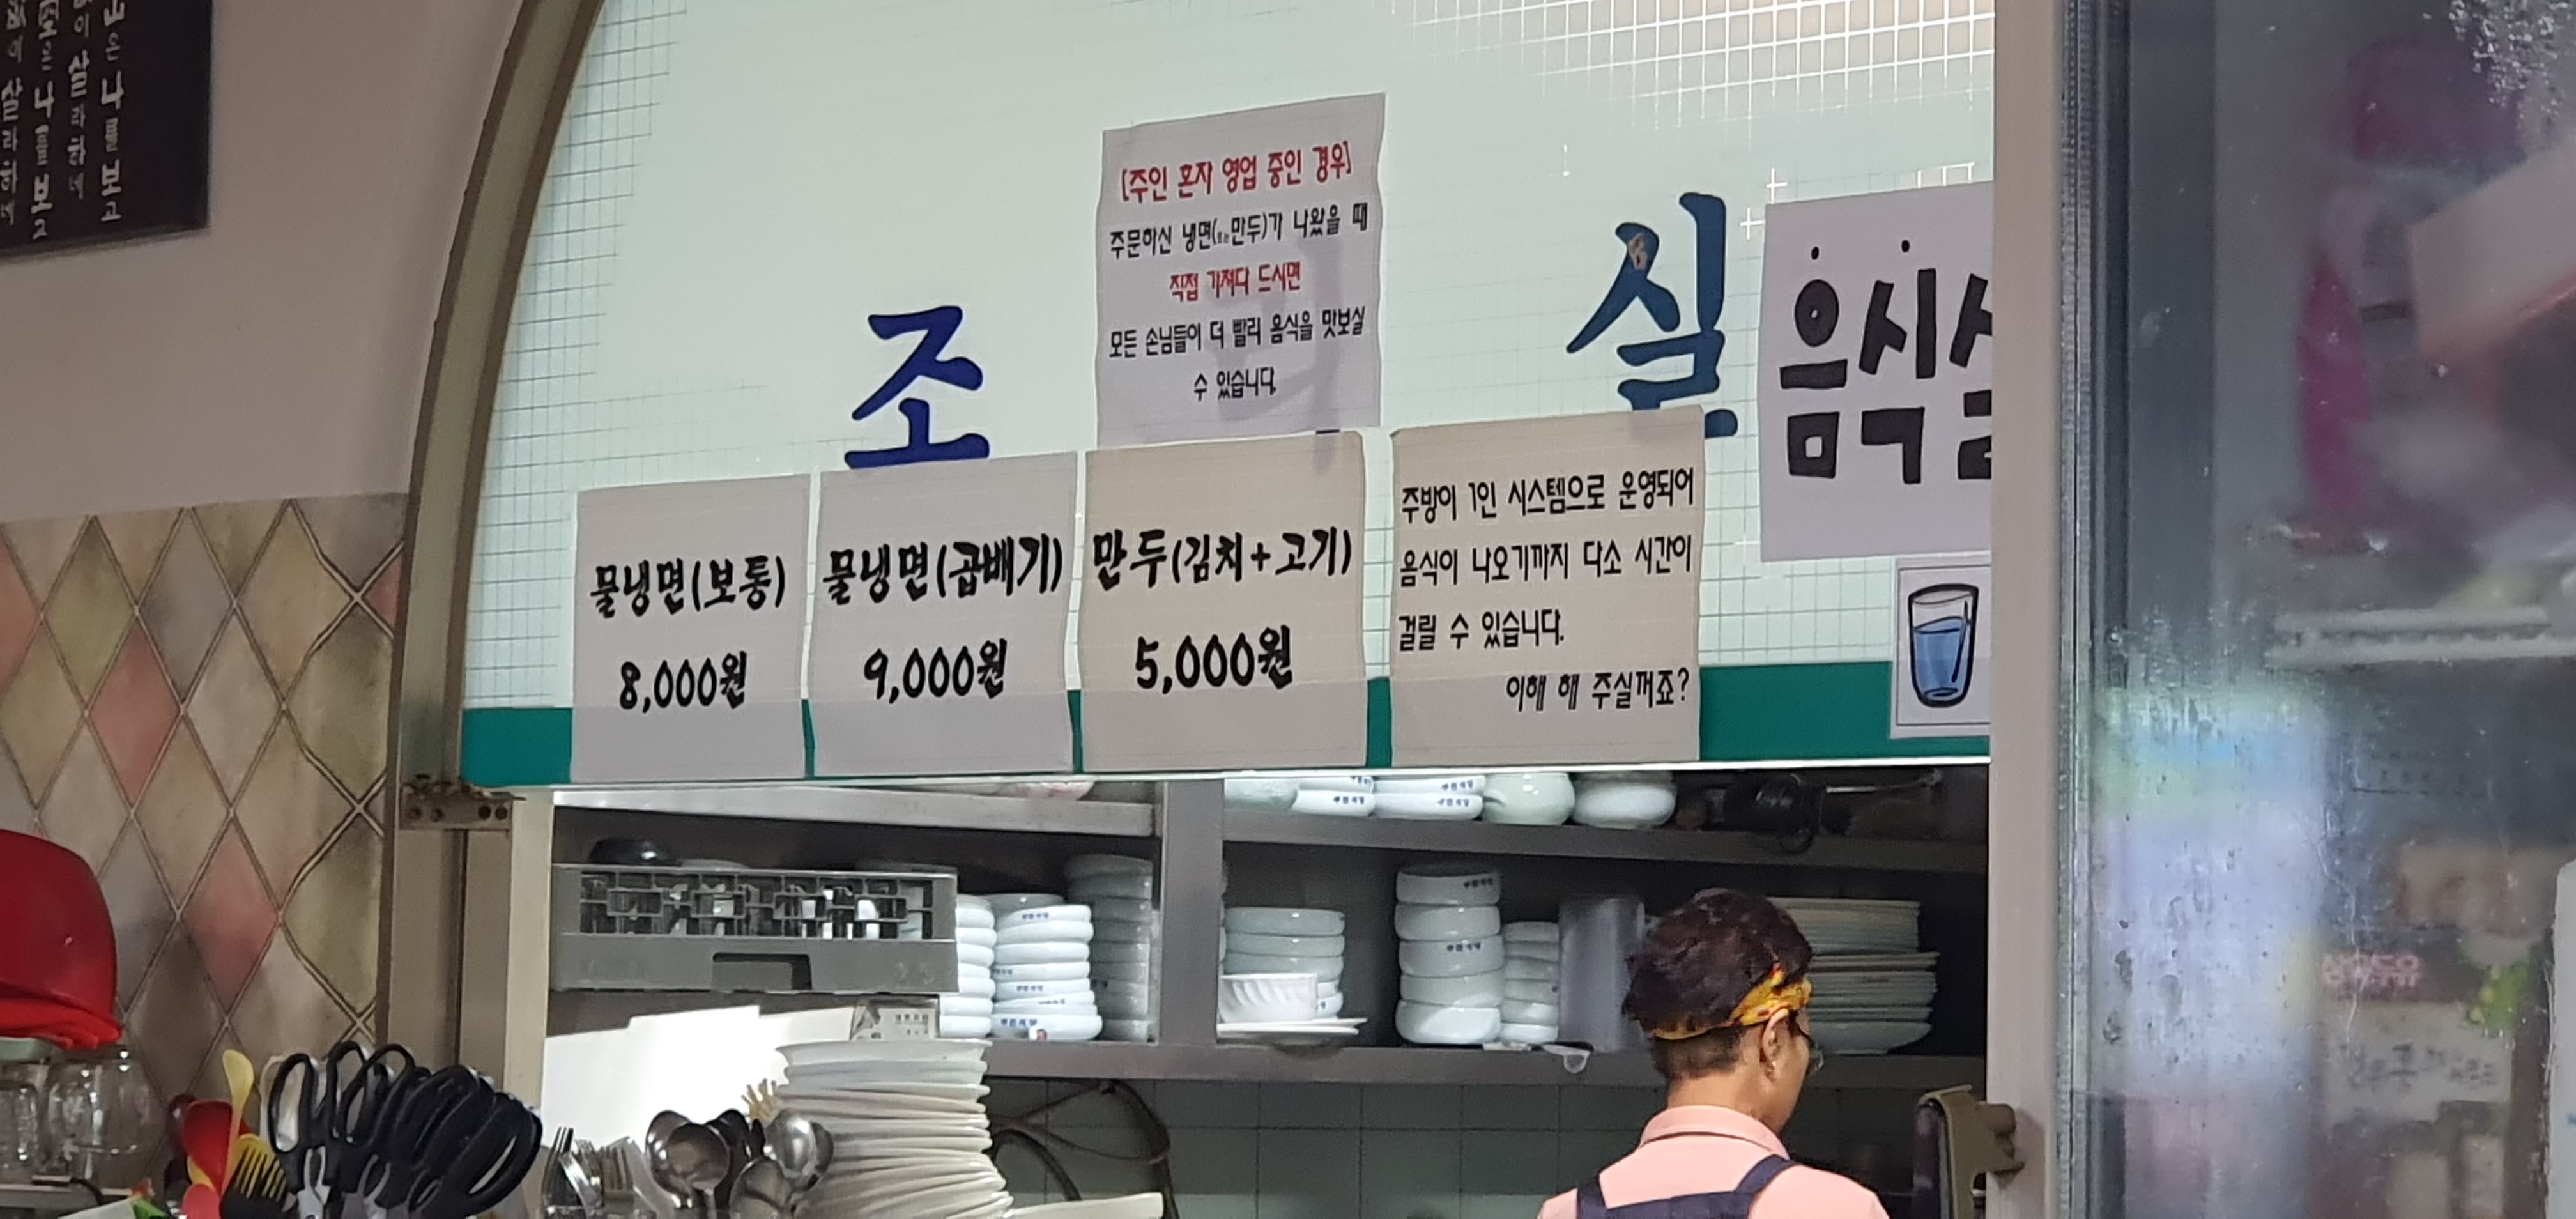 [주인 혼자 영업 중인 경우]
주문하신 냉면(또는만두)가 나왔을 때
직접 가져다 드시면
모든 손님들이 더 빨리 음식을 맛보실
수 있습니다.
조
실
음식
물냉면(보통)
8,000원
물냉면(곱배기)
9,000원
만두(김치+고기)
5,000원
주방이 1인 시스템으로 운영되어
음식이 나오기까지 다소 시간이
걸릴 수 있습니다.
이해 해 주실꺼죠?